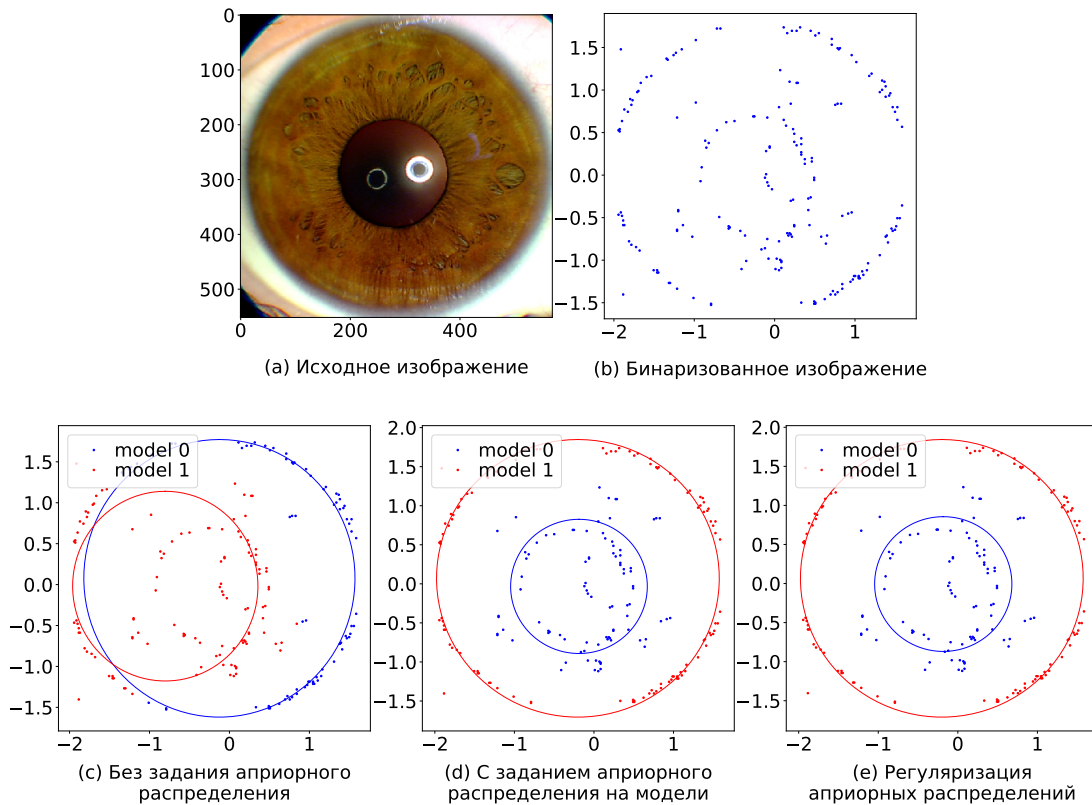 0
100
200
300
400
500
0 200 400
(a) Исходное изображение
1.5
1.0
0.5
0.0
−0.5
−1.0
−1.5
−2 −1 0 1
(b) Бинаризованное изображение
model 0
model 1
1.5
1.0
0.5
0.0
−0.5
−1.0
−1.5
−2 −1 0 1
(c) Без задания априорного
распределения
model 0
model 1
2.0
1.5
1.0
0.5
0.0
−0.5
−1.0
−1.5
−2 −1 0 1
(d) С заданием априорного
распределения на модели
model 0
model 1
2.0
1.5
1.0
0.5
0.0
−0.5
−1.0
−1.5
−2 −1 0 1
(e) Регуляризация
априорных распределений